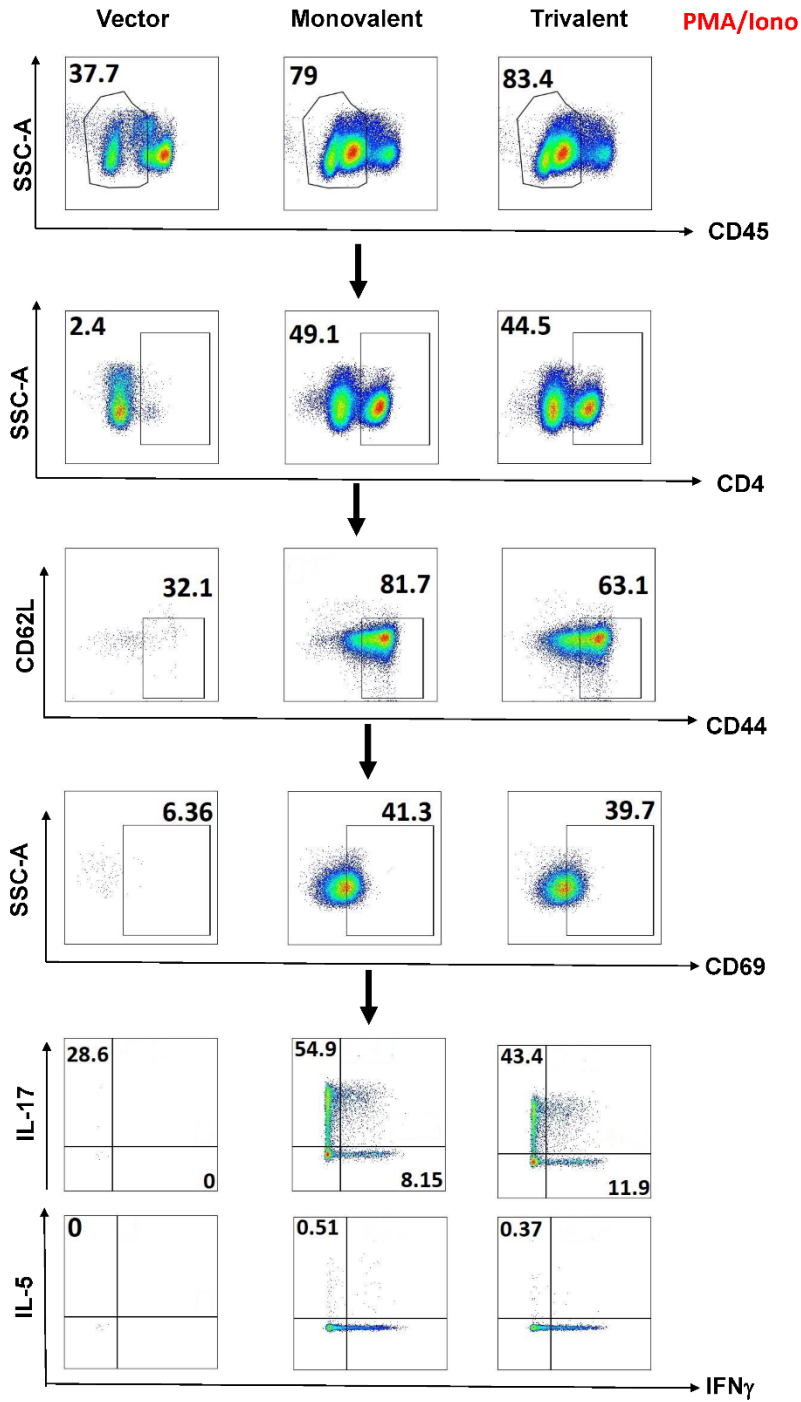 Vector Monovalent Trivalent PMA/Iono
37.7 79 83.4
SSC-A
CD45
2.4 49.1 44.5
SSC-A
CD4
32.1 81.7 63.1
CD62L
CD44
6.36 41.3 39.7
SSC-A
CD69
28.6 54.9 43.4
IL-17
0 8.15 11.9
0 0.51 0.37
IL-5
IFNγ